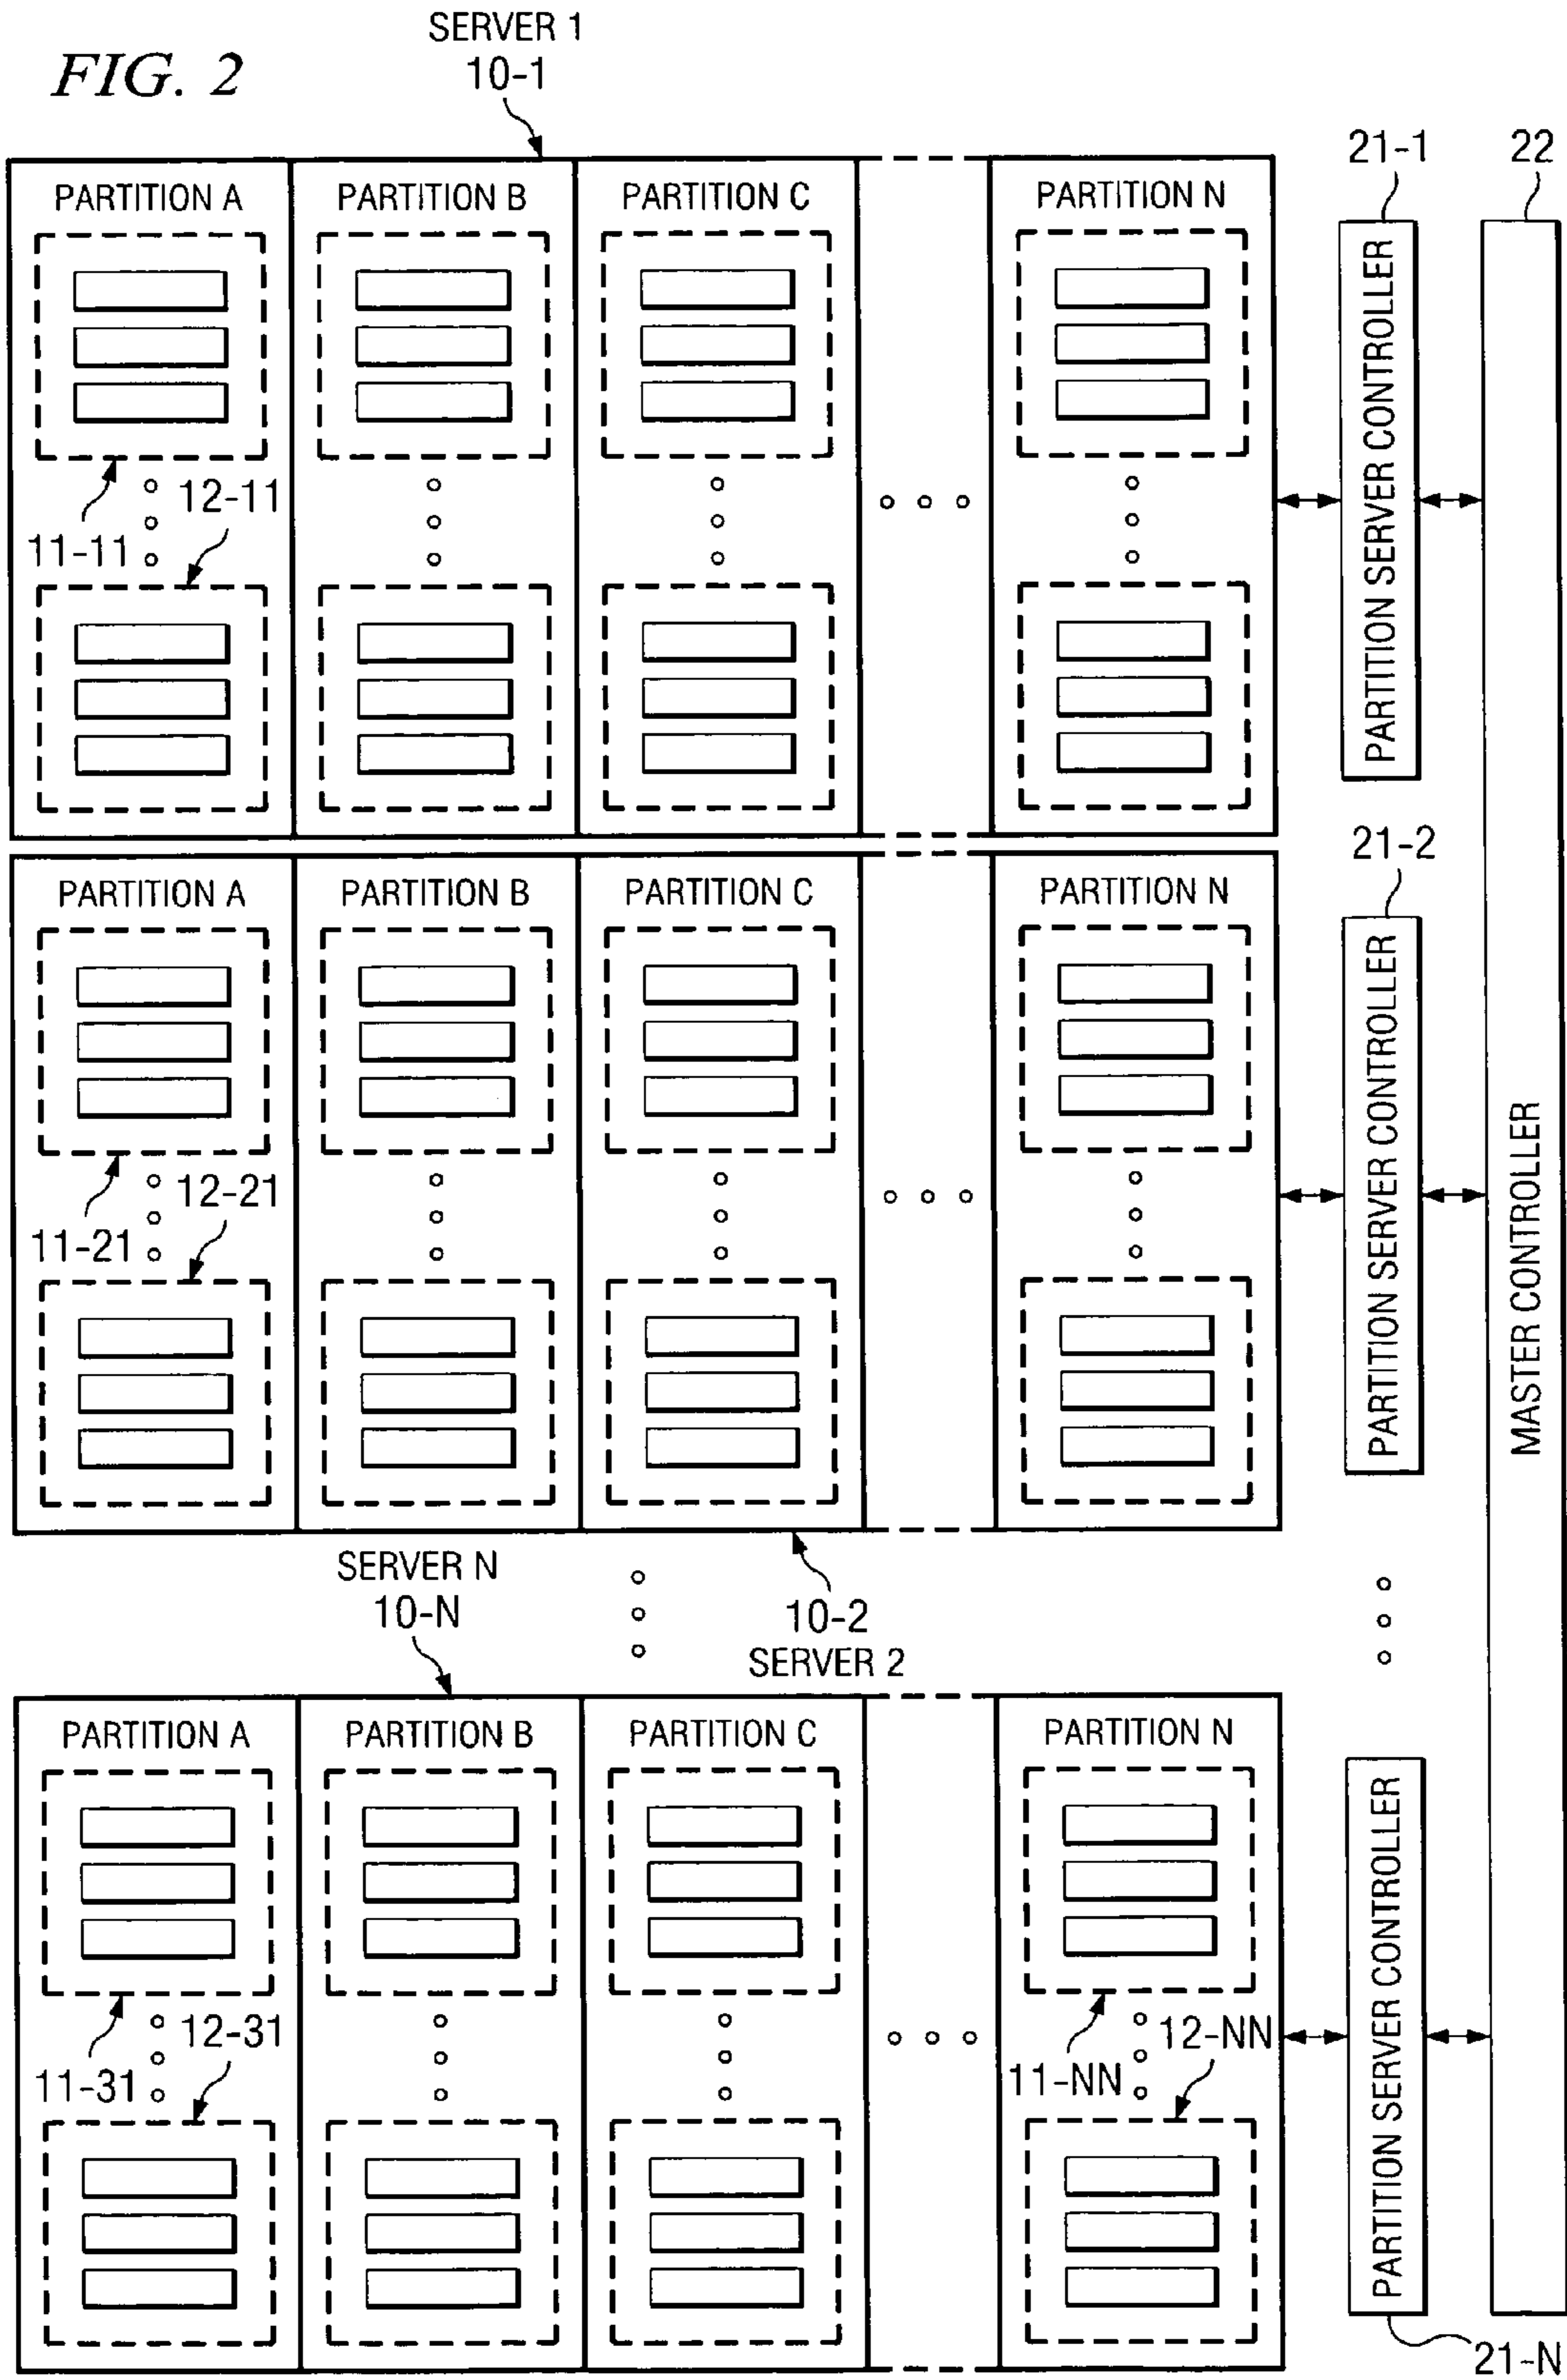 FIG. 2
SERVER 1
10-1
21-1
22
PARTITION A
PARTITION B
PARTITION C
PARTITION N
11-11
12-11
PARTITION SERVER CONTROLLER
21-2
PARTITION A
PARTITION B
PARTITION C
PARTITION N
11-21
12-21
PARTITION SERVER CONTROLLER
MASTER CONTROLLER
SERVER N
10-N
10-2
SERVER 2
PARTITION A
PARTITION B
PARTITION C
PARTITION N
11-31
12-31
11-NN
12-NN
PARTITION SERVER CONTROLLER
21-N